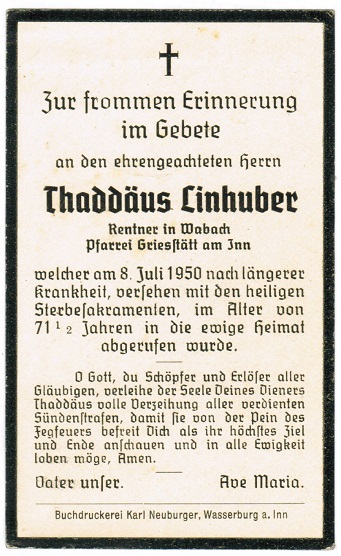 Zur frommen Erinnerung
im Gebete
an den ehrengeachteten Herrn
Thaddäus Linhuber
Rentner in Wabach
Pfarrei Griesstätt am Inn
welcher am 8. Juli 1950 nach längerer
Krankheit, versehen mit den heiligen
Sterbesakramenten, im Alter von
71 1/2 Jahren in die ewige Heimat
abgerufen wurde.
O Gott, du Schöpfer und Erlöser aller
Gläubigen, verleihe der Seele Deines Dieners
Thaddäus volle Verzeihung aller verdienten
Sündenstrafen, damit sie von der Pein des
Fegfeuers befreit Dich als ihr höchstes Ziel
und Ende anschauen und in alle Ewigkeit
loben möge, Amen.
Vater unser. Ave Maria.
Buchdruckerei Karl Neuburger, Wasserburg a. Inn